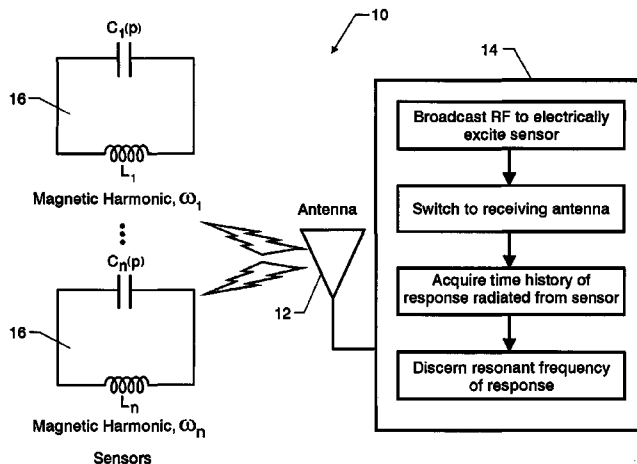 C1(p)
16
L1
Magnetic Harmonic, ω1
Cn(p)
16
Ln
Magnetic Harmonic, ωn
Sensors
10
Antenna
12
14
Broadcast RF to electrically
excite sensor
Switch to receiving antenna
Acquire time history of
response radiated from sensor
Discern resonant frequency
of response